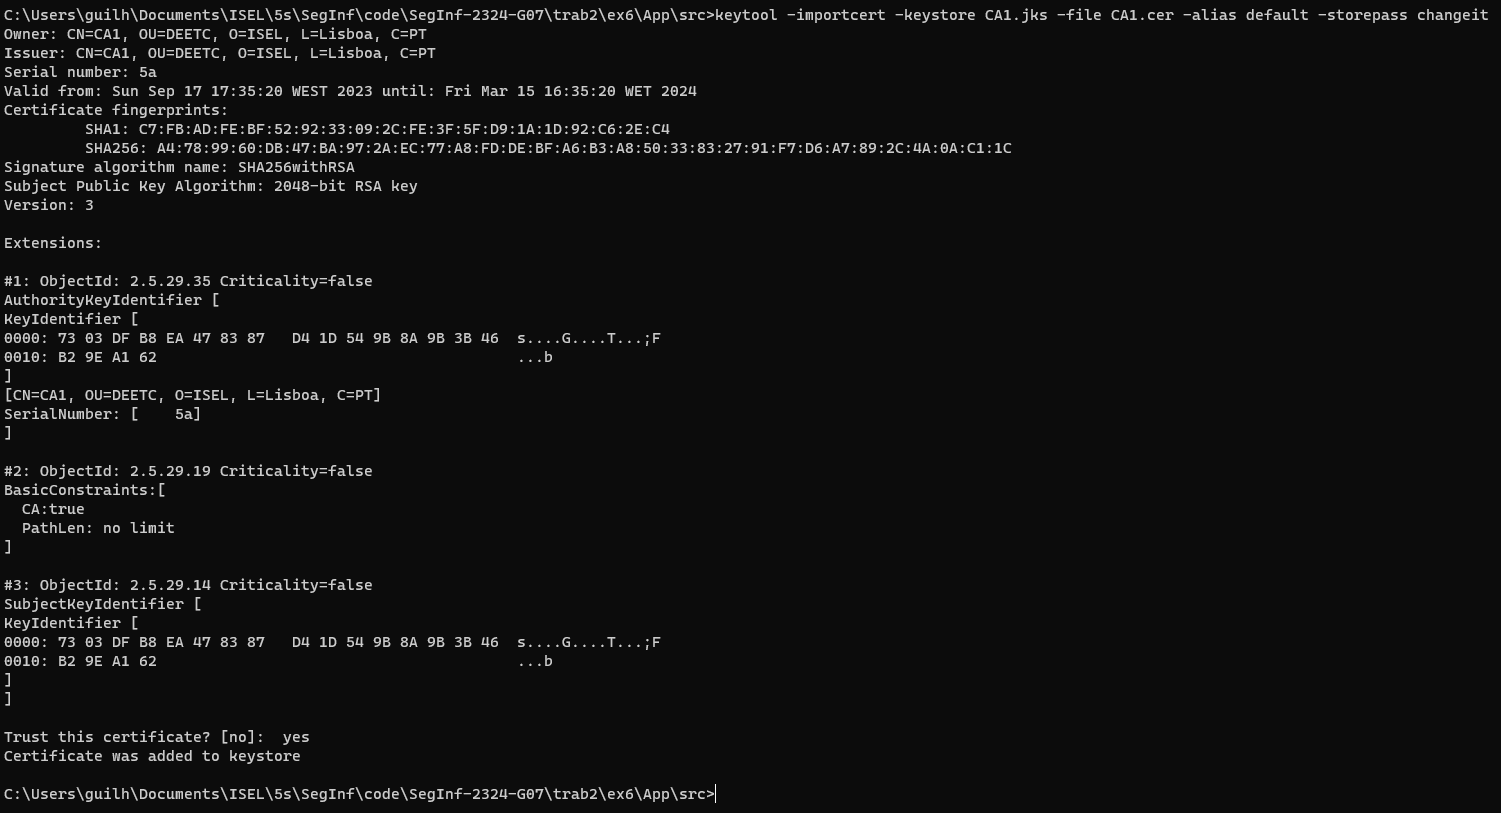 C:\Users\guilh\Documents\ISEL\5s\SegInf\code\SegInf-2324-G07\trab2\ex6\App\src>keytool -importcert -keystore CA1.jks -file CA1.cer -alias default -storepass changeit
Owner: CN=CA1, OU=DEETC, O=ISEL, L=Lisboa, C=PT
Issuer: CN=CA1, OU=DEETC, O=ISEL, L=Lisboa, C=PT
Serial number: 5a
Valid from: Sun Sep 17 17:35:20 WEST 2023 until: Fri Mar 15 16:35:20 WET 2024
Certificate fingerprints:
         SHA1: C7:FB:AD:FE:BF:52:92:33:09:2C:FE:3F:5F:D9:1A:1D:92:C6:2E:C4
         SHA256: A4:78:99:60:DB:47:BA:97:2A:EC:77:A8:FD:DE:BF:A6:B3:A8:50:33:83:27:91:F7:D6:A7:89:2C:4A:0A:C1:1C
Signature algorithm name: SHA256withRSA
Subject Public Key Algorithm: 2048-bit RSA key
Version: 3

Extensions:

#1: ObjectId: 2.5.29.35 Criticality=false
AuthorityKeyIdentifier [
KeyIdentifier [
0000: 73 03 DF B8 EA 47 83 87   D4 1D 54 9B 8A 9B 3B 46  s....G....T...;F
0010: B2 9E A1 62                                        ...b
]
[CN=CA1, OU=DEETC, O=ISEL, L=Lisboa, C=PT]
SerialNumber: [    5a]
]

#2: ObjectId: 2.5.29.19 Criticality=false
BasicConstraints:[
  CA:true
  PathLen: no limit
]

#3: ObjectId: 2.5.29.14 Criticality=false
SubjectKeyIdentifier [
KeyIdentifier [
0000: 73 03 DF B8 EA 47 83 87   D4 1D 54 9B 8A 9B 3B 46  s....G....T...;F
0010: B2 9E A1 62                                        ...b
]
]

Trust this certificate? [no]:  yes
Certificate was added to keystore

C:\Users\guilh\Documents\ISEL\5s\SegInf\code\SegInf-2324-G07\trab2\ex6\App\src>